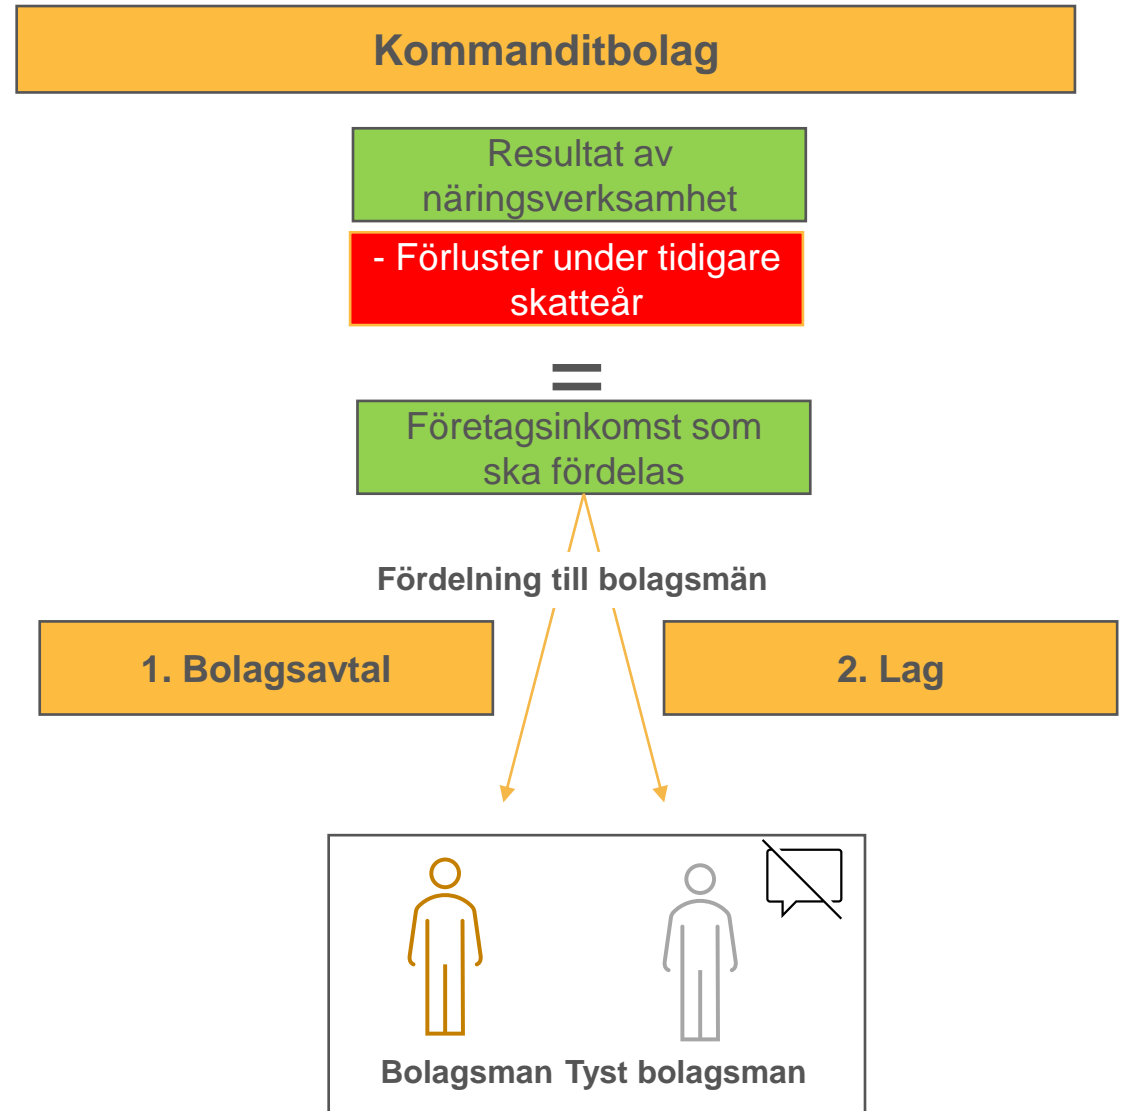 Kommanditbolag
Resultat av
näringsverksamhet
- Förluster under tidigare
skatteår
=
Företagsinkomst som
ska fördelas
Fördelning till bolagsmän
1. Bolagsavtal
2. Lag
Bolagsman Tyst bolagsman